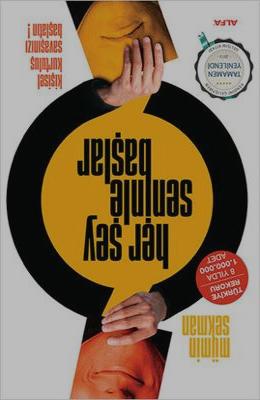 mümin
sekman
TÜRKİYE
REKORU
8 YILDA
1.000.000
ADET
her şey
seninle
başlar
kişisel
kurtuluş
savaşınızı
başlatın !
TAMAMEN
YENİLENDİ
ALFA